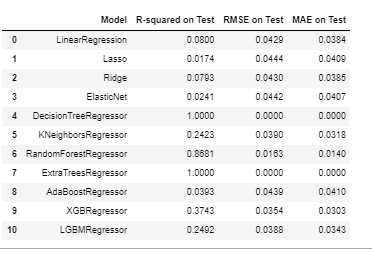 Model R-squared on Test RMSE on Test MAE on Test
0 LinearRegression 0.0800 0.0429 0.0384
1 Lasso 0.0174 0.0444 0.0409
2 Ridge 0.0793 0.0430 0.0385
3 ElasticNet 0.0241 0.0442 0.0407
4 DecisionTreeRegressor 1.0000 0.0000 0.0000
5 KNeighborsRegressor 0.2423 0.0390 0.0318
6 RandomForestRegressor 0.8681 0.0163 0.0140
7 ExtraTreesRegressor 1.0000 0.0000 0.0000
8 AdaBoostRegressor 0.0393 0.0439 0.0410
9 XGBRegressor 0.3743 0.0354 0.0303
10 LGBMRegressor 0.2492 0.0388 0.0343